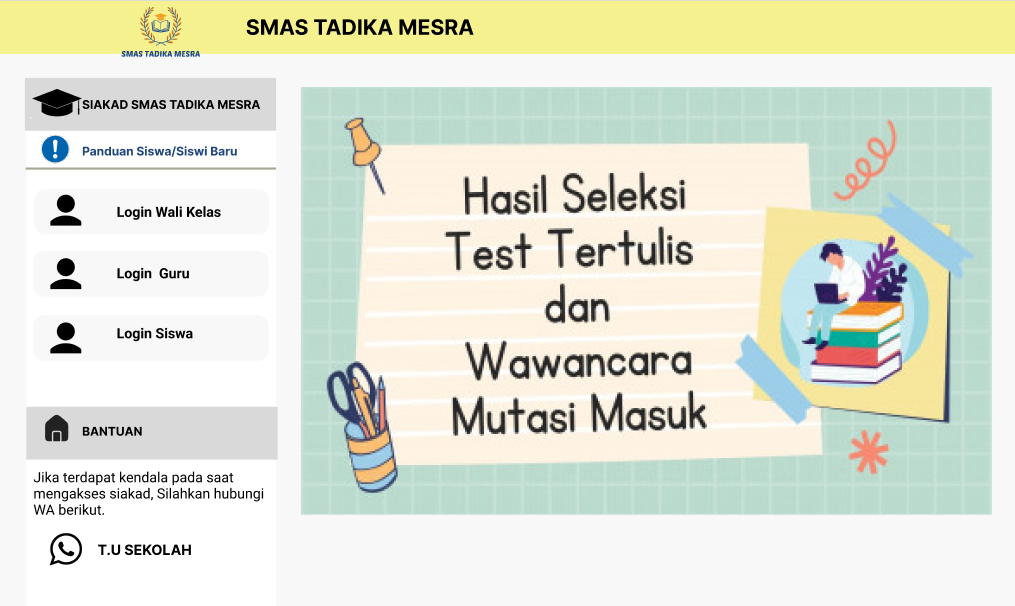 SMAS TADIKA MESRA
SMAS TADIKA MESRA
SIAKAD SMAS TADIKA MESRA
Panduan Siswa/Siswi Baru
Login Wali Kelas
Login Guru
Login Siswa
BANTUAN
Jika terdapat kendala pada saat
mengakses siakad, Silahkan hubungi
WA berikut.
T.U SEKOLAH
Hasil Seleksi
Test Tertulis
dan
Wawancara
Mutasi Masuk